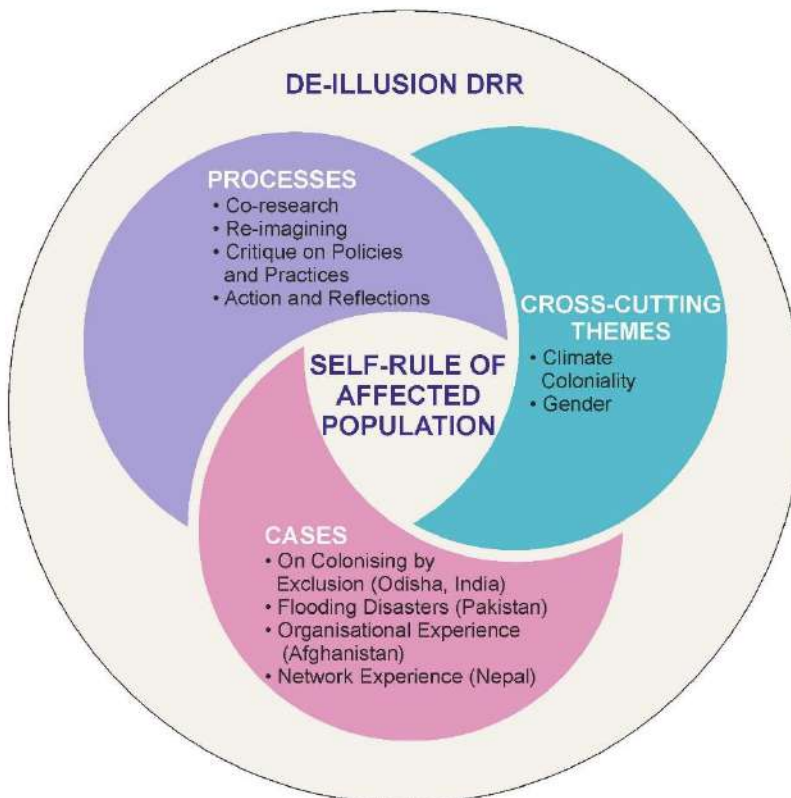 DE-ILLUSION DRR
PROCESSES
• Co-research
• Re-imagining
• Critique on Policies
and Practices
• Action and Reflections
CROSS-CUTTING
THEMES
• Climate
Coloniality
• Gender
SELF-RULE OF
AFFECTED
POPULATION
CASES
• On Colonising by
Exclusion (Odisha, India)
• Flooding Disasters (Pakistan)
• Organisational Experience
(Afghanistan)
• Network Experience (Nepal)